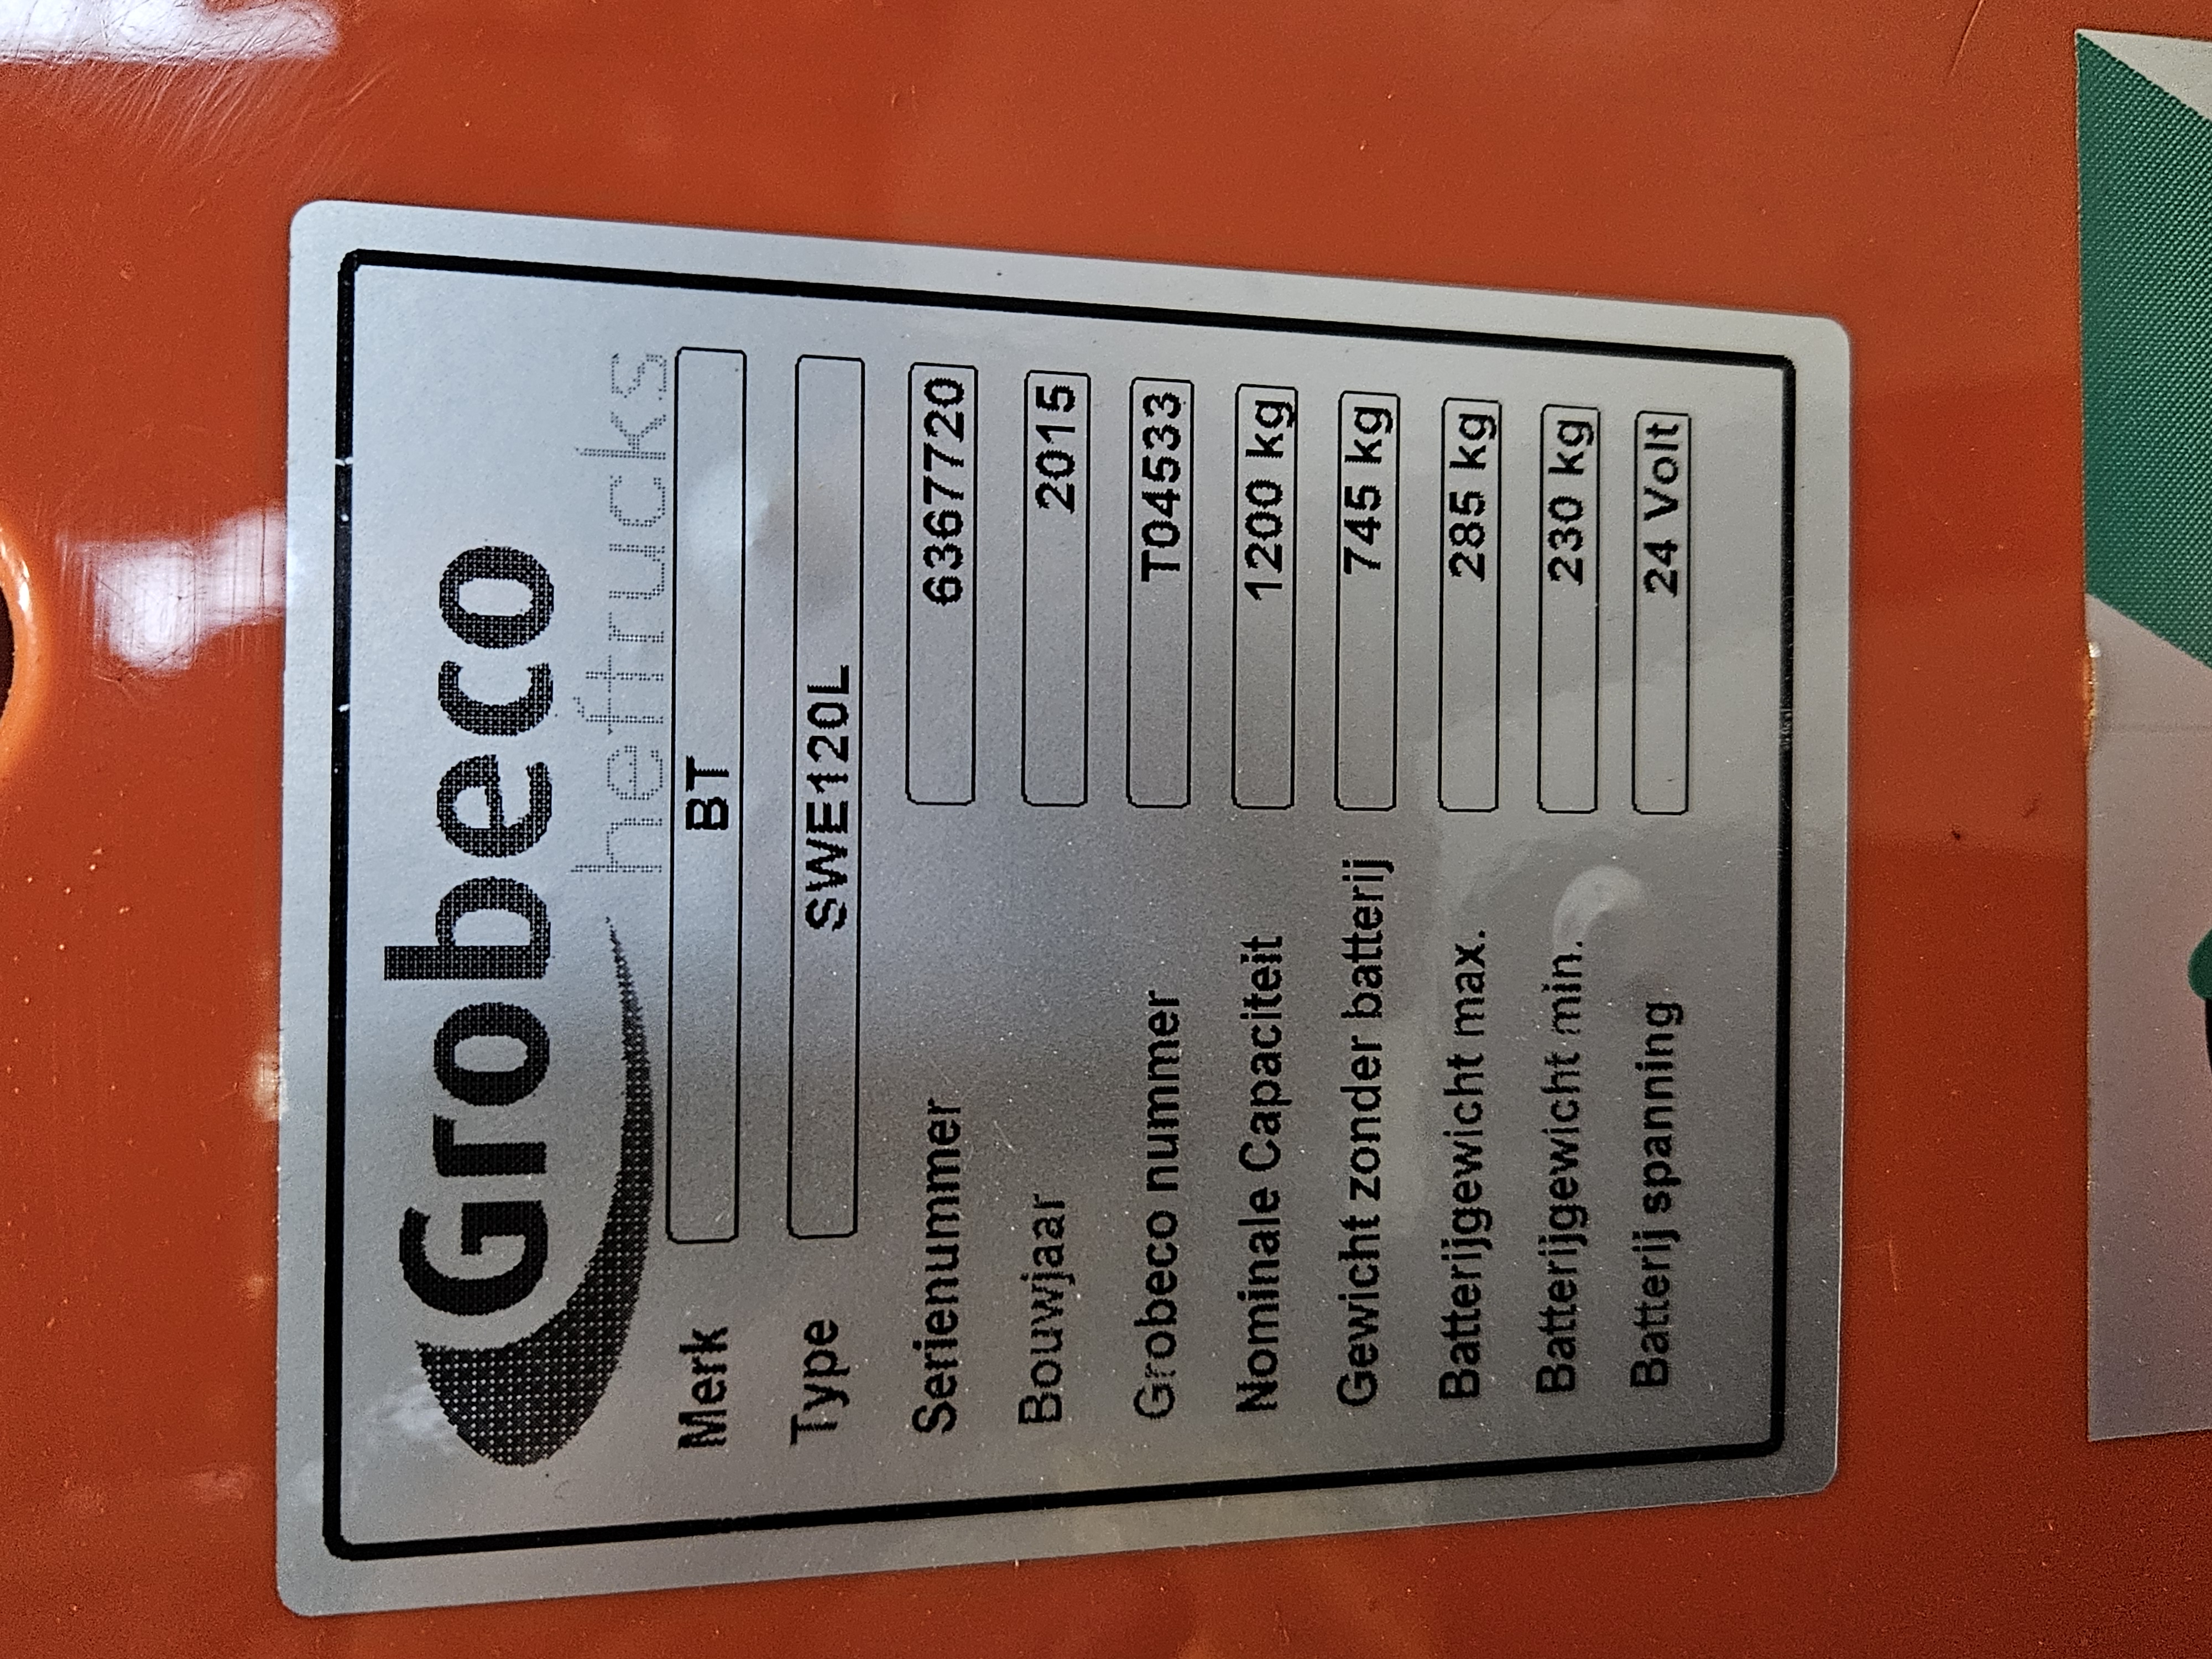 Grobeco
heftrucks
Merk BT
Type SWE120L
Serienummer 6367720
Bouwjaar 2015
Grobeco nummer T04533
Nominale Capaciteit 1200 kg
Gewicht zonder batterij 745 kg
Batterijgewicht max. 285 kg
Batterijgewicht min. 230 kg
Batterij spanning 24 Volt